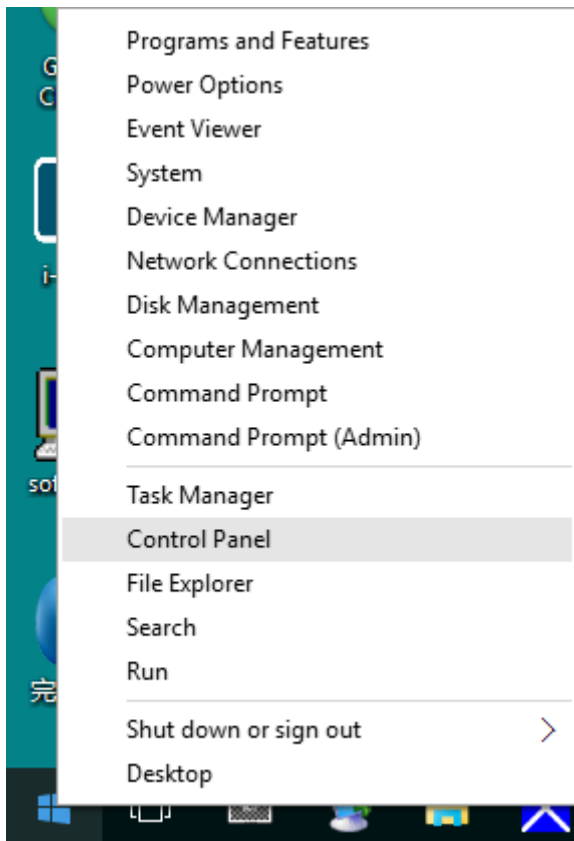 Programs and Features
Power Options
Event Viewer
System
Device Manager
Network Connections
Disk Management
Computer Management
Command Prompt
Command Prompt (Admin)
Task Manager
Control Panel
File Explorer
Search
Run
Shut down or sign out
Desktop